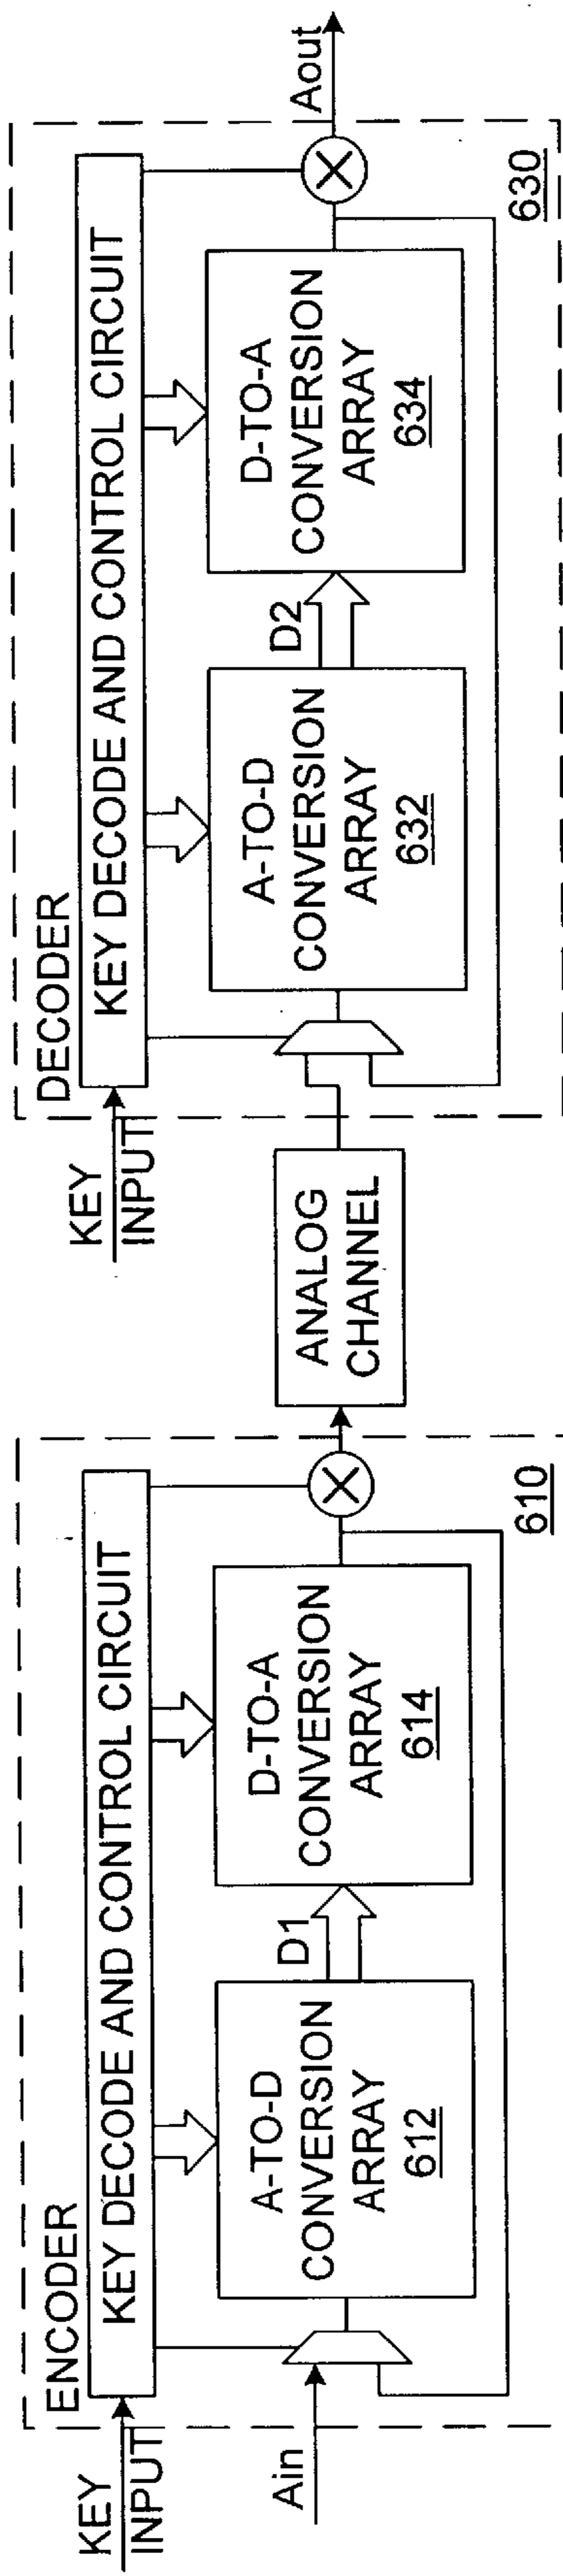 ENCODER
KEY
INPUT
KEY DECODE AND CONTROL CIRCUIT
Ain
A-TO-D
CONVERSION
ARRAY
612
D1
D-TO-A
CONVERSION
ARRAY
614
610
ANALOG
CHANNEL
DECODER
KEY
INPUT
KEY DECODE AND CONTROL CIRCUIT
A-TO-D
CONVERSION
ARRAY
632
D2
D-TO-A
CONVERSION
ARRAY
634
Aout
630